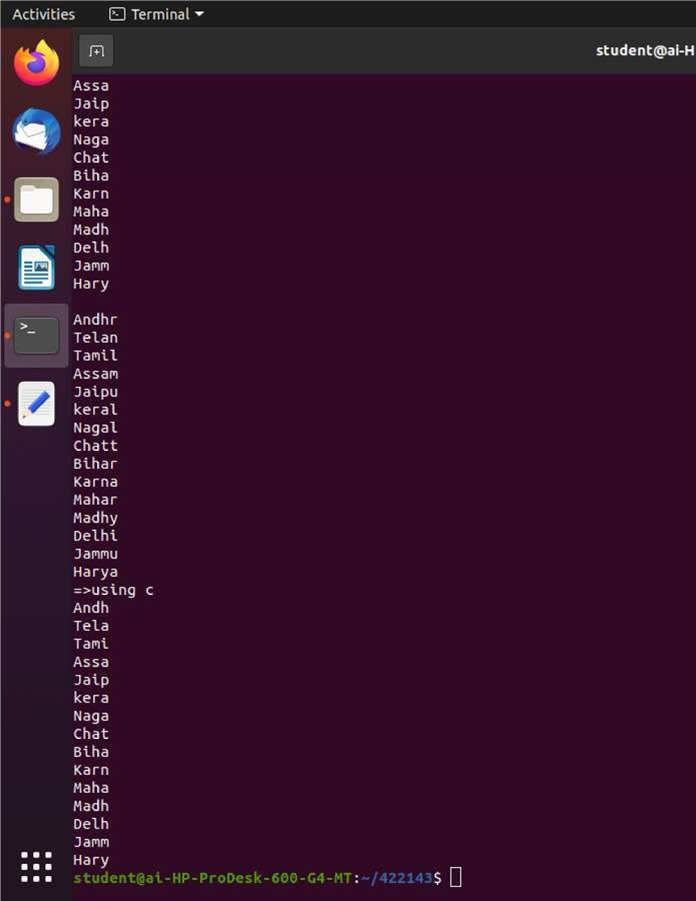 Activities
Terminal
student@ai-H
Assa
Jaip
kera
Naga
Chat
Biha
Karn
Maha
Madh
Delh
Jamm
Hary
Andhr
Telan
Tamil
Assam
Jaipu
keral
Nagal
Chatt
Bihar
Karna
Mahar
Madhy
Delhi
Jammu
Harya
=>using c
Andh
Tela
Tami
Assa
Jaip
kera
Naga
Chat
Biha
Karn
Maha
Madh
Delh
Jamm
Hary
student@ai-HP-ProDesk-600-G4-MT:~/422143$